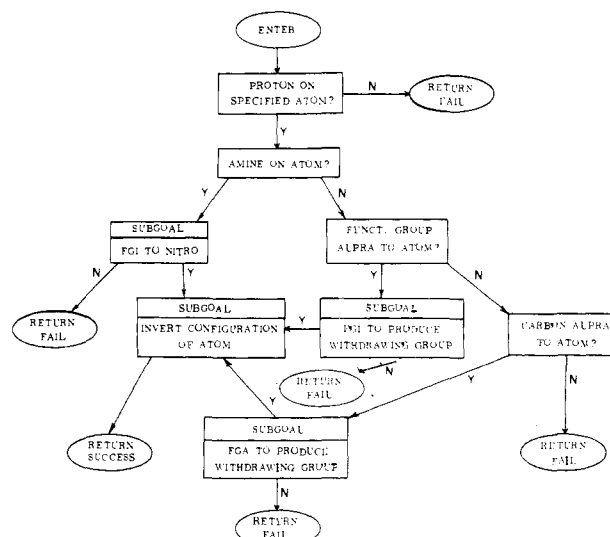 ENTER
PROTON ON
SPECIFIED ATOM?
N
RETURN
FAIL
Y
AMINE ON ATOM?
Y
N
SUBGOAL
FGI TO NITRO
FUNCT. GROUP
ALPHA TO ATOM?
N
Y
Y
N
RETURN
FAIL
SUBGOAL
INVERT CONFIGURATION
OF ATOM
Y
SUBGOAL
FGI TO PRODUCE
WITHDRAWING GROUP
CARBON ALPHA
TO ATOM?
N
RETURN
FAIL
Y
Y
N
RETURN
SUCCESS
SUBGOAL
FGA TO PRODUCE
WITHDRAWING GROUP
RETURN
FAIL
N
RETURN
FAIL